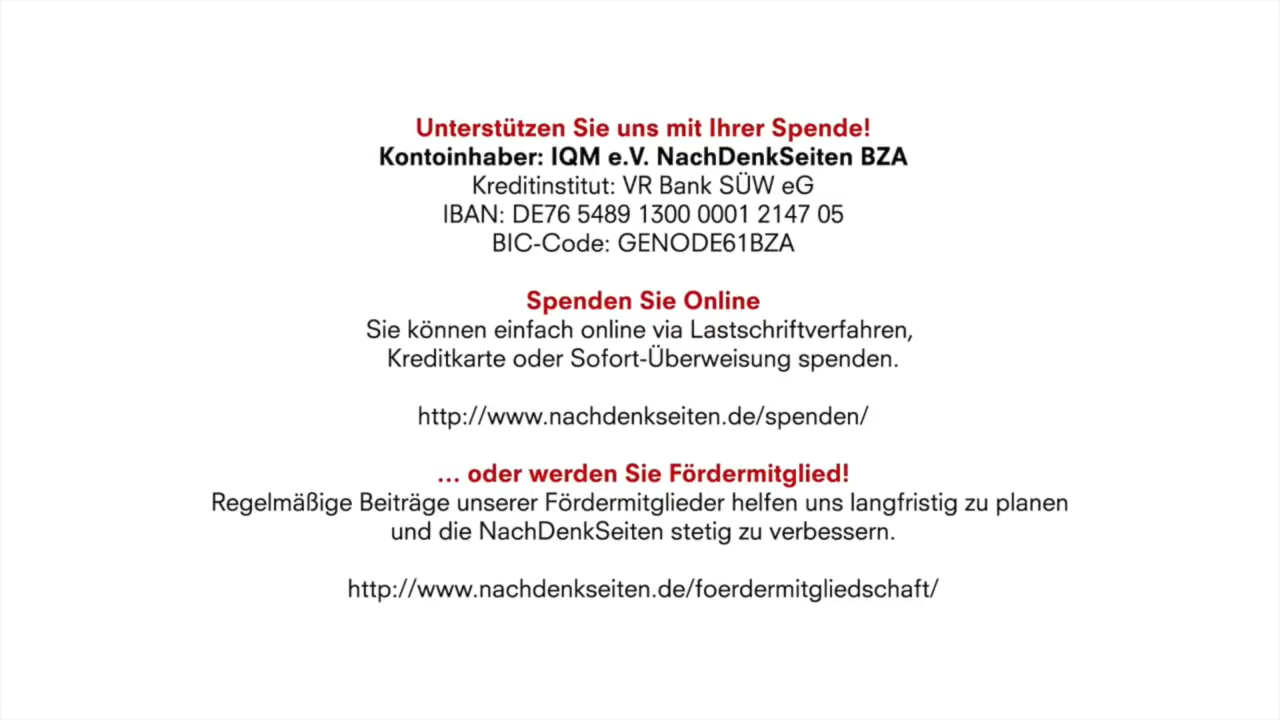 Unterstützen Sie uns mit Ihrer Spende!
Kontoinhaber: IQM e.V. NachDenkSeiten BZA
Kreditinstitut: VR Bank SÜW eG
IBAN: DE76 5489 1300 0001 2147 05
BIC-Code: GENODE61BZA
Spenden Sie Online
Sie können einfach online via Lastschriftverfahren,
Kreditkarte oder Sofort-Überweisung spenden.
http://www.nachdenkseiten.de/spenden/
... oder werden Sie Fördermitglied!
Regelmäßige Beiträge unserer Fördermitglieder helfen uns langfristig zu planen
und die NachDenkSeiten stetig zu verbessern.
http://www.nachdenkseiten.de/foerdermitgliedschaft/